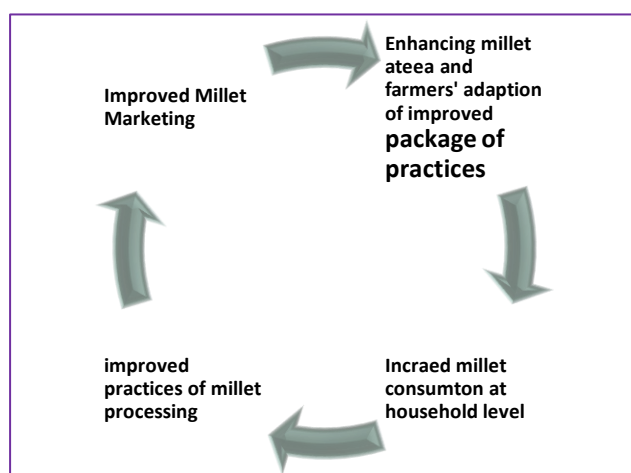 Enhancing millet
ateea and
farmers' adaption
of improved
package of
practices
Incraed millet
consumton at
household level
improved
practices of millet
processing
Improved Millet
Marketing